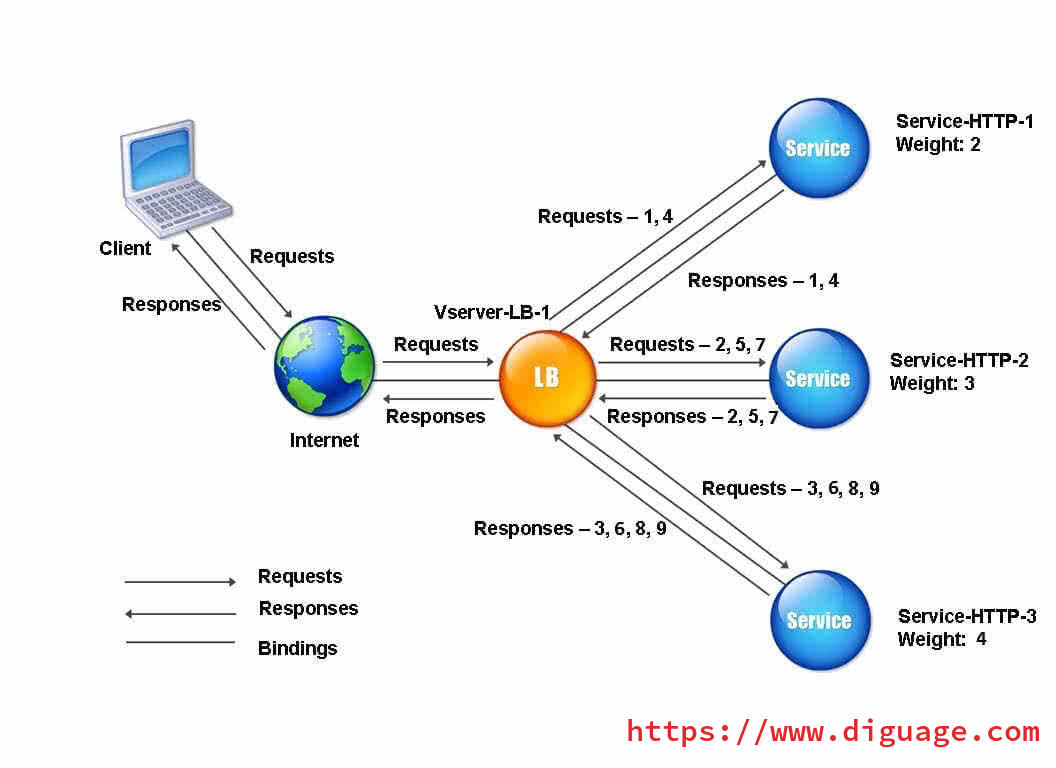 Service-HTTP-1
Weight: 2
Service
Requests – 1, 4
Client
Requests
Responses – 1, 4
Responses
Vserver-LB-1
Requests
Requests – 2, 5, 7
LB
Service
Service-HTTP-2
Weight: 3
Responses
Responses – 2, 5, 7
Internet
Requests – 3, 6, 8, 9
Responses – 3, 6, 8, 9
Requests
Responses
Bindings
Service
Service-HTTP-3
Weight: 4
https://www.diguage.com